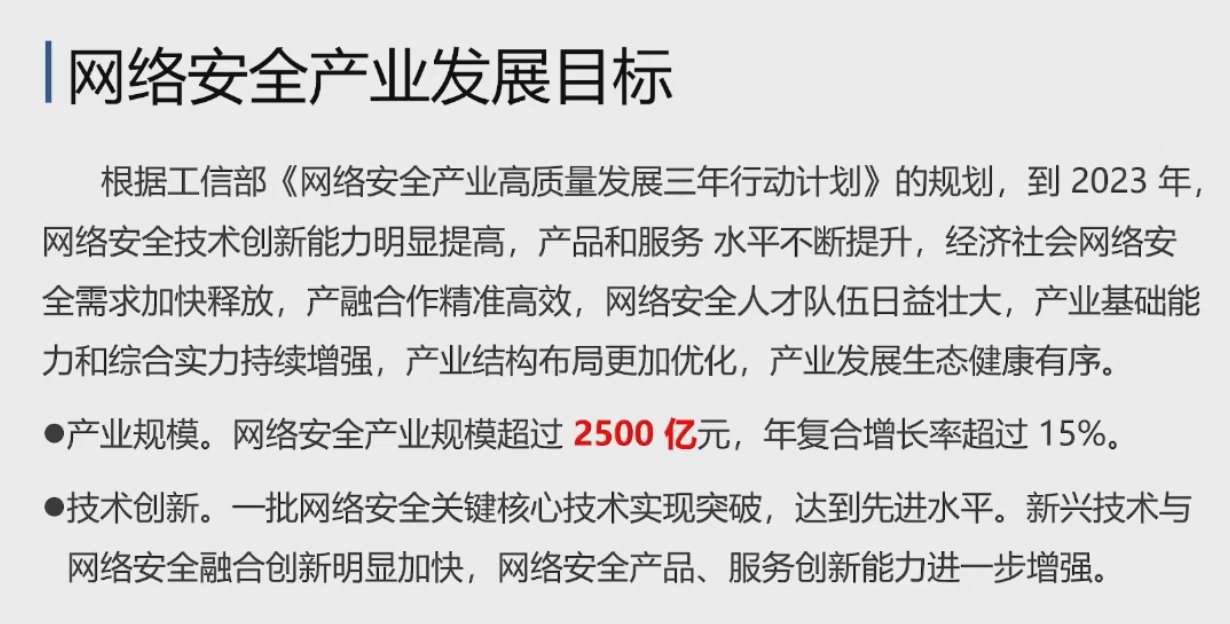 网络安全产业发展目标
根据工信部《网络安全产业高质量发展三年行动计划》的规划，到 2023 年，
网络安全技术创新能力明显提高，产品和服务 水平不断提升，经济社会网络安
全需求加快释放，产融合作精准高效，网络安全人才队伍日益壮大，产业基础能
力和综合实力持续增强，产业结构布局更加优化，产业发展生态健康有序。
●产业规模。网络安全产业规模超过 2500 亿元，年复合增长率超过 15%。
●技术创新。一批网络安全关键核心技术实现突破，达到先进水平。新兴技术与
网络安全融合创新明显加快，网络安全产品、服务创新能力进一步增强。